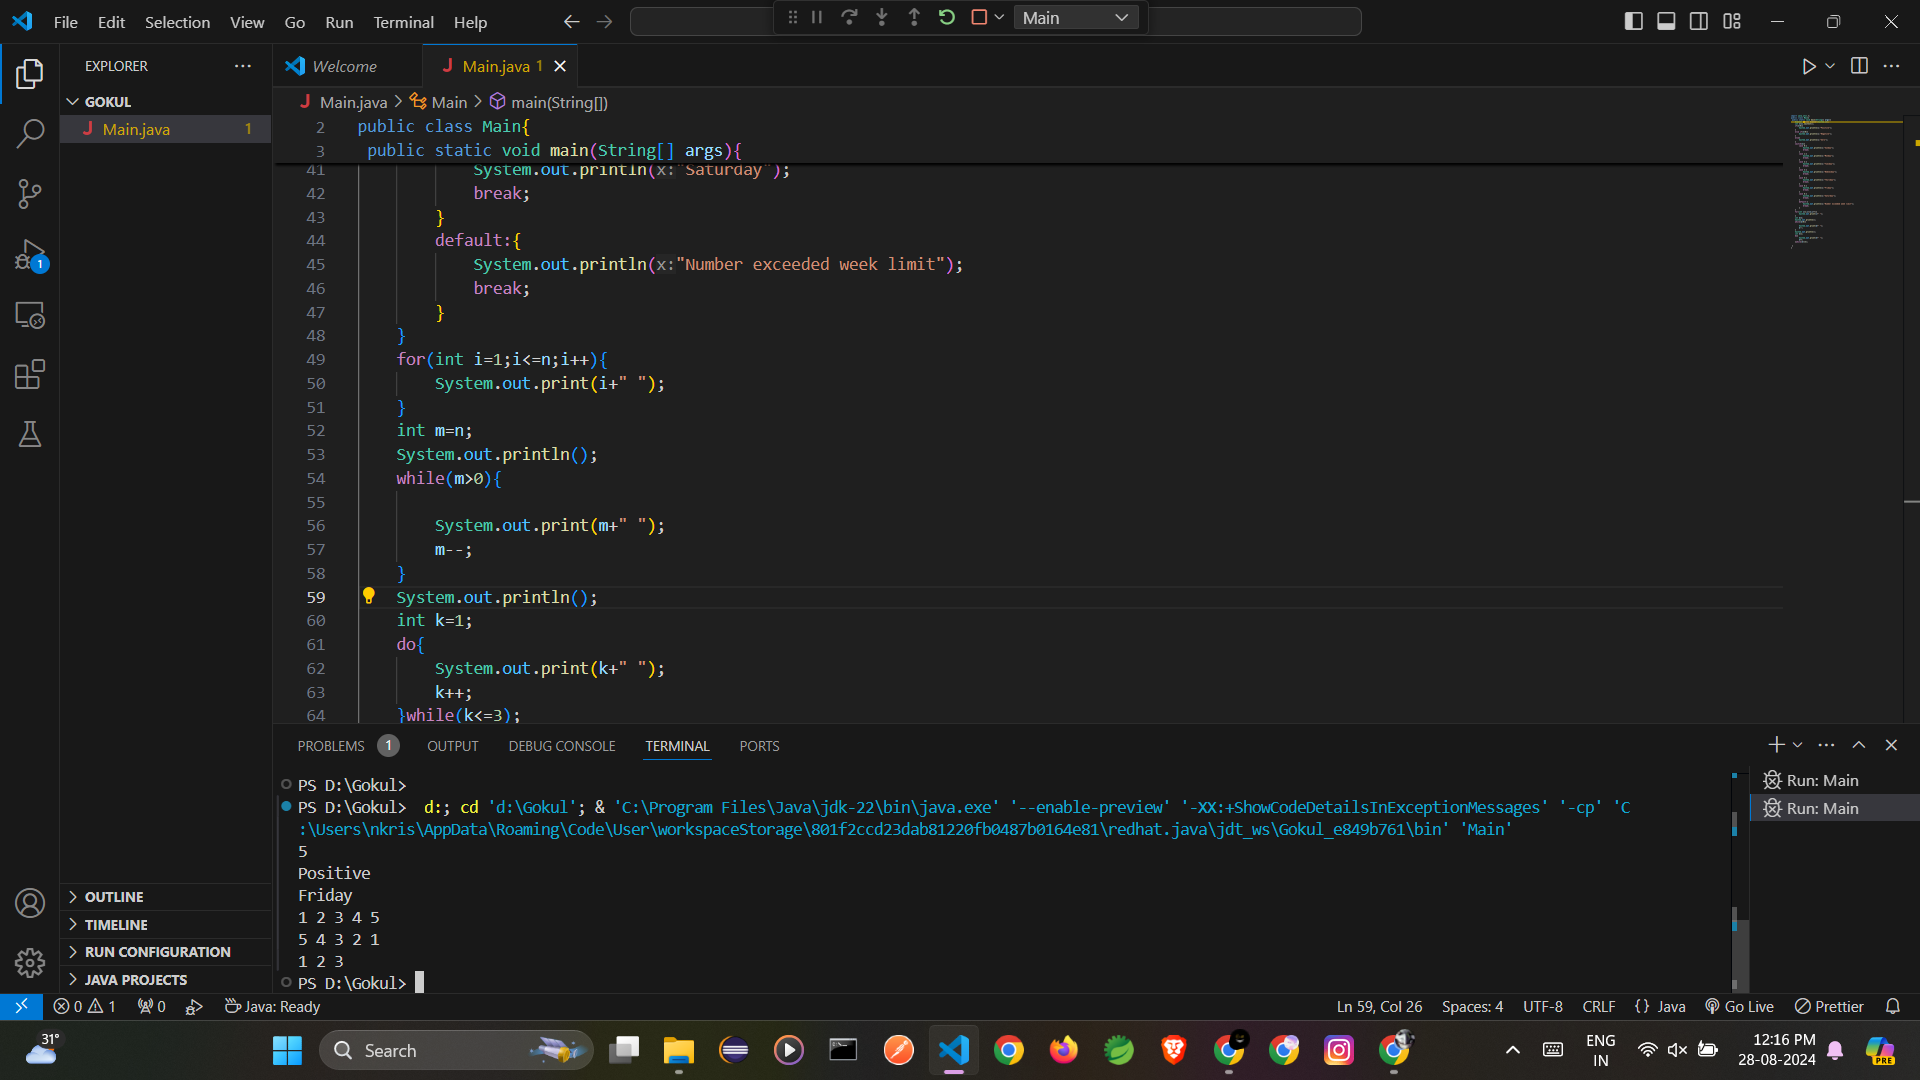 File Edit Selection View Go Run Terminal Help
Main
EXPLORER
Welcome
J Main.java 1
GOKUL
J Main.java > Main > main(String[])
J Main.java 1
2 public class Main{
3 public static void main(String[] args){
41 System.out.println(x:"Saturday");
42 break;
43 }
44 default:{
45 System.out.println(x:"Number exceeded week limit");
46 break;
47 }
48 }
49 for(int i=1;i<=n;i++){
50 System.out.print(i+" ");
51 }
52 int m=n;
53 System.out.println();
54 while(m>0){
55
56 System.out.print(m+" ");
57 m--;
58 }
59 System.out.println();
60 int k=1;
61 do{
62 System.out.print(k+" ");
63 k++;
64 }while(k<=3);
1
PROBLEMS 1 OUTPUT DEBUG CONSOLE TERMINAL PORTS
PS D:\Gokul>
PS D:\Gokul> d:; cd 'd:\Gokul'; & 'C:\Program Files\Java\jdk-22\bin\java.exe' '--enable-preview' '-XX:+ShowCodeDetailsInExceptionMessages' '-cp' 'C
:\Users\nkris\AppData\Roaming\Code\User\workspaceStorage\801f2ccd23dab81220fb0487b0164e81\redhat.java\jdt_ws\Gokul_e849b761\bin' 'Main'
5
Positive
Friday
1 2 3 4 5
5 4 3 2 1
1 2 3
PS D:\Gokul>
Run: Main
Run: Main
OUTLINE
TIMELINE
RUN CONFIGURATION
JAVA PROJECTS
0 1 0 Java: Ready
Ln 59, Col 26 Spaces: 4 UTF-8 CRLF {} Java Go Live Prettier
31°
Search
ENG
IN
12:16 PM
28-08-2024
PRE